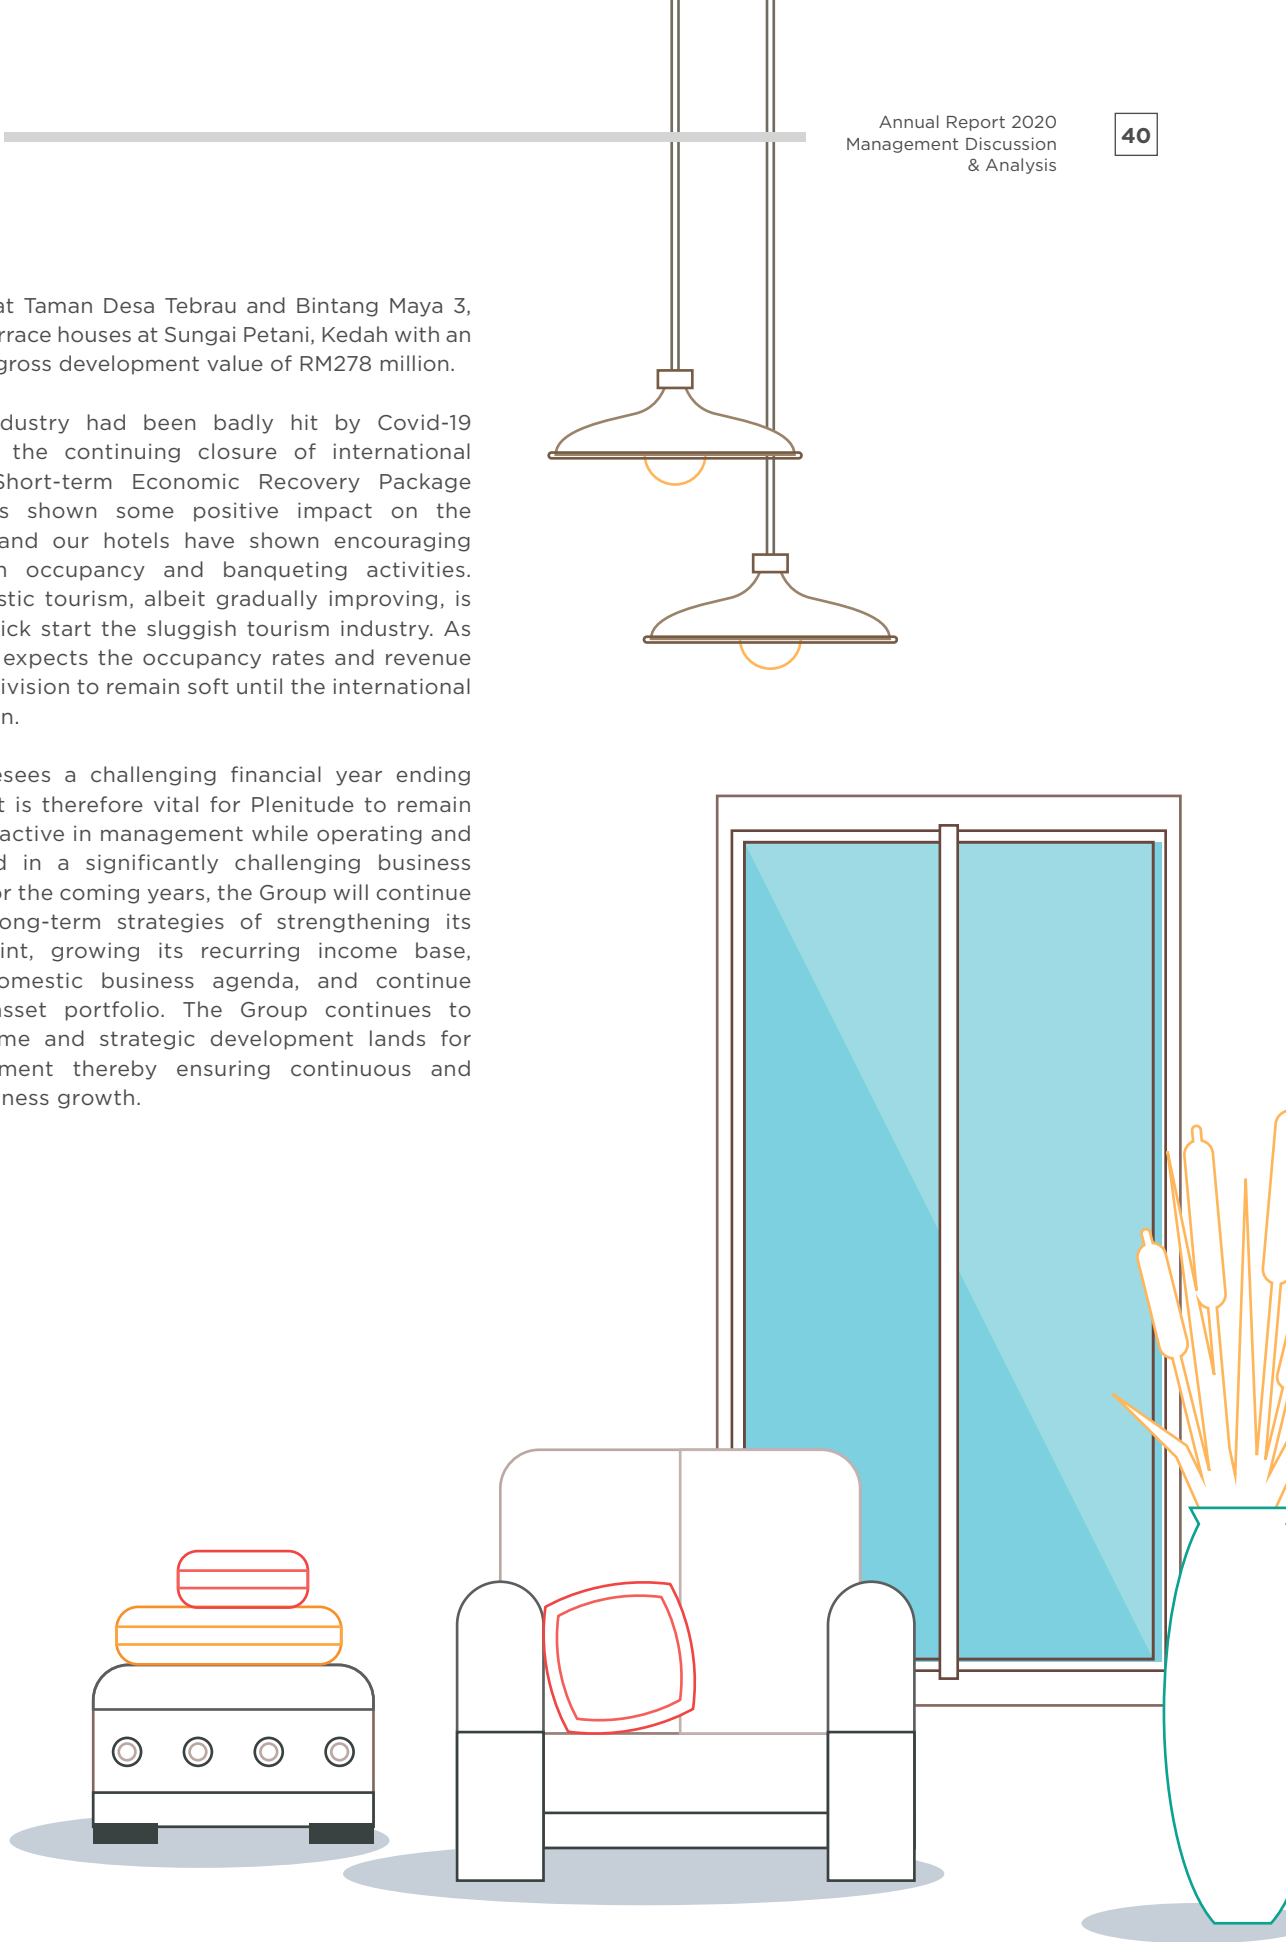 Annual Report 2020
Management Discussion
& Analysis
40
at Taman Desa Tebrau and Bintang Maya 3,
rrace houses at Sungai Petani, Kedah with an
gross development value of RM278 million.
dustry had been badly hit by Covid-19
the continuing closure of international
Short-term Economic Recovery Package
s shown some positive impact on the
and our hotels have shown encouraging
n occupancy and banqueting activities.
stic tourism, albeit gradually improving, is
ick start the sluggish tourism industry. As
expects the occupancy rates and revenue
ivision to remain soft until the international
n.
esees a challenging financial year ending
t is therefore vital for Plenitude to remain
active in management while operating and
d in a significantly challenging business
or the coming years, the Group will continue
ong-term strategies of strengthening its
int, growing its recurring income base,
omestic business agenda, and continue
asset portfolio. The Group continues to
me and strategic development lands for
ment thereby ensuring continuous and
ness growth.